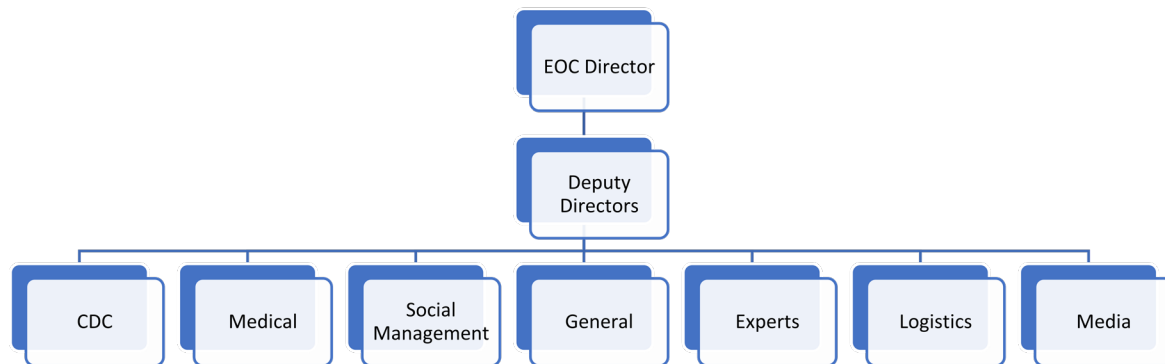 EOC Director
Deputy
Directors
CDC
Medical
Social
Management
General
Experts
Logistics
Media